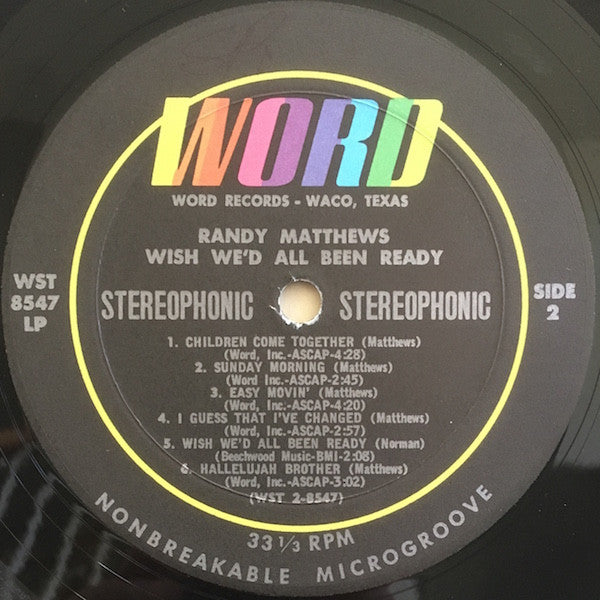 WORD
WORD RECORDS - WACO, TEXAS
RANDY MATTHEWS
WISH WE'D ALL BEEN READY
WST
8547
LP
STEREOPHONIC STEREOPHONIC
SIDE
2
1. CHILDREN COME TOGETHER (Matthews)
(Word, Inc.-ASCAP-4:28)
2. SUNDAY MORNING (Matthews)
(Word Inc.-ASCAP-2:45)
3. EASY MOVIN' (Matthews)
(Word, Inc.-ASCAP-4:20)
4. I GUESS THAT I'VE CHANGED (Matthews)
(Word, Inc.-ASCAP-2:57)
5. WISH WE'D ALL BEEN READY (Norman)
(Beechwood Music-BMI-2:08)
6. HALLELUJAH BROTHER (Matthews)
(Word, Inc.-ASCAP-3:02)
(WST 2-8547)
33 1/3 RPM
NONBREAKABLE MICROGROOVE